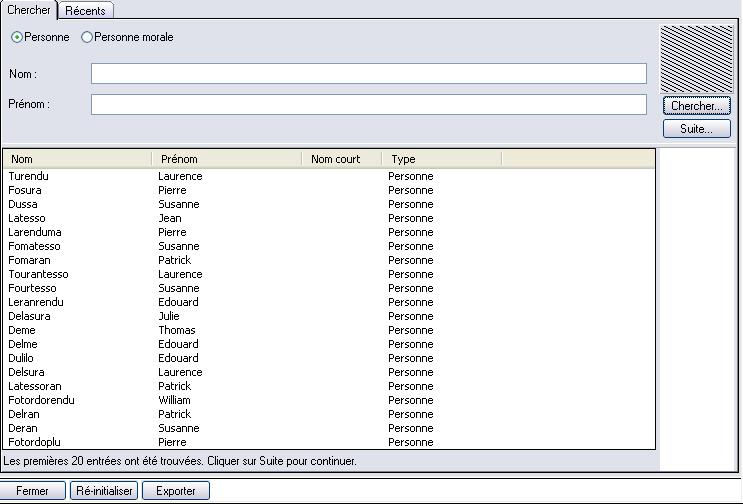 Chercher Récents
Personne Personne morale
Nom :
Prénom :
Chercher...
Suite...
Nom Prénom Nom court Type
Turendu Laurence Personne
Fosura Pierre Personne
Dussa Susanne Personne
Latesso Jean Personne
Larenduma Pierre Personne
Fomatesso Susanne Personne
Fomaran Patrick Personne
Tourantesso Laurence Personne
Fourtesso Susanne Personne
Leranrendu Edouard Personne
Delasura Julie Personne
Deme Thomas Personne
Delme Edouard Personne
Dulilo Edouard Personne
Delsura Laurence Personne
Latessoran Patrick Personne
Fotordorendu William Personne
Delran Patrick Personne
Deran Susanne Personne
Fotordoplu Pierre Personne
Les premières 20 entrées ont été trouvées. Cliquer sur Suite pour continuer.
Fermer Ré-initialiser Exporter